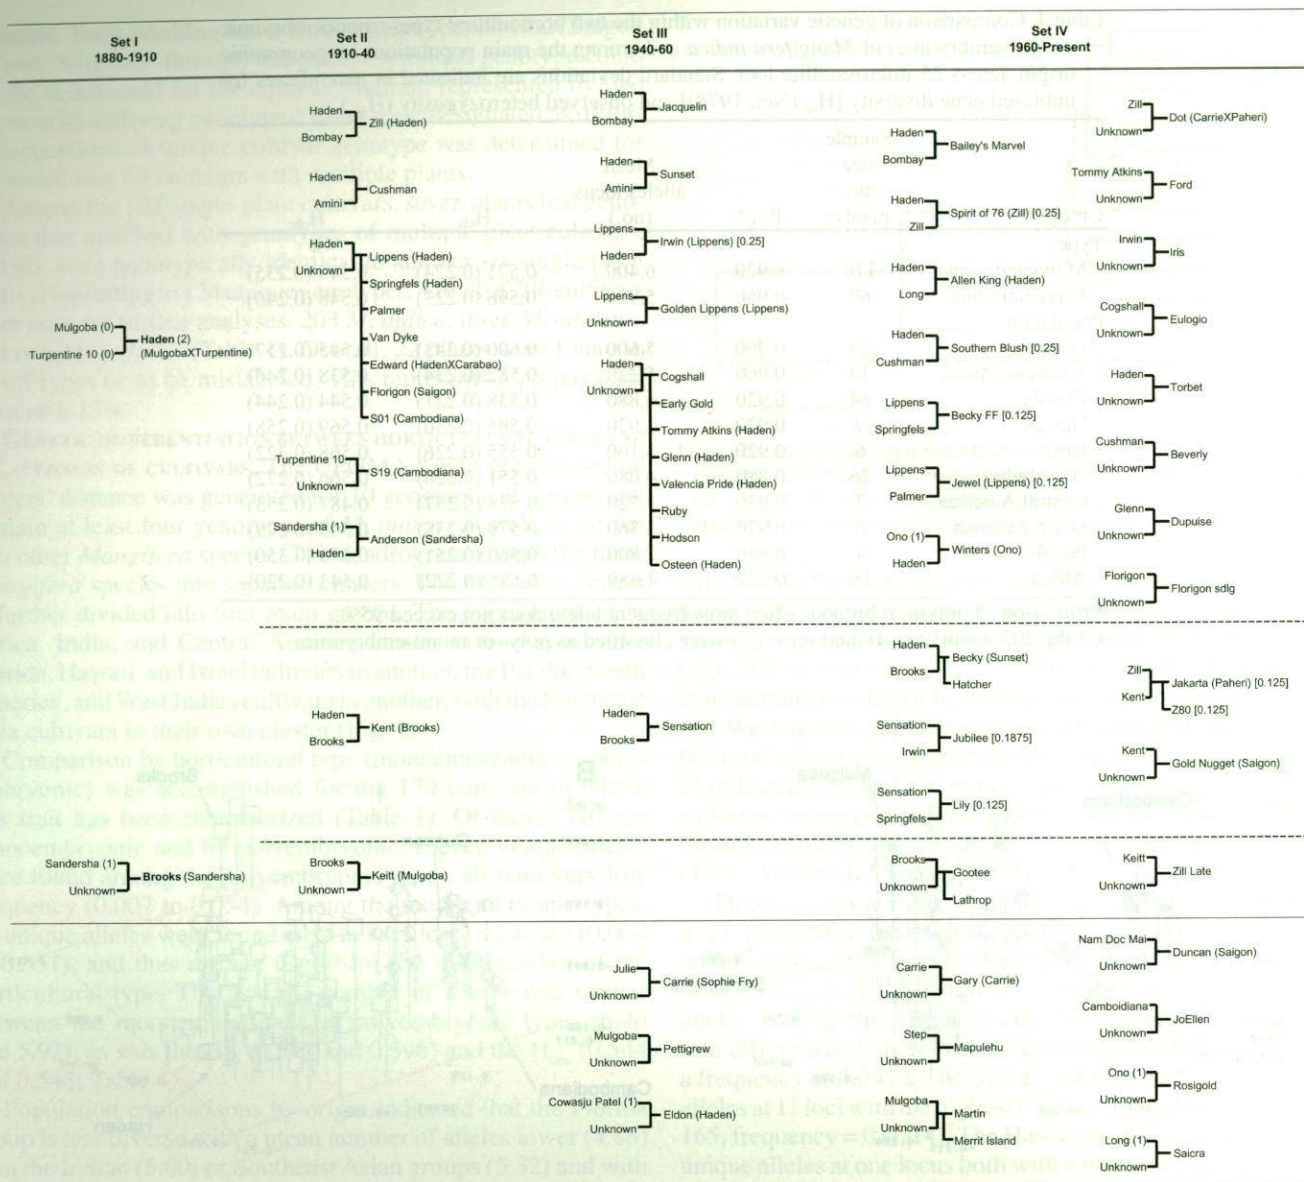 Set I
1880-1910
Set II
1910-40
Set III
1940-60
Set IV
1960-Present
Mulgoba (0)
Turpentine 10 (0)
Haden (2)
(MulgobaXTurpentine)
Haden
Bombay
Zill (Haden)
Haden
Amini
Cushman
Haden
Unknown
Lippens (Haden)
Springfels (Haden)
Palmer
Van Dyke
Edward (HadenXCarabao)
Florigon (Saigon)
S01 (Cambodiana)
Turpentine 10
Unknown
S19 (Cambodiana)
Sandersha (1)
Haden
Anderson (Sandersha)
Haden
Bombay
Jacquelin
Haden
Amini
Sunset
Lippens
Haden
Irwin (Lippens) [0.25]
Lippens
Unknown
Golden Lippens (Lippens)
Haden
Unknown
Cogshall
Early Gold
Tommy Atkins (Haden)
Glenn (Haden)
Valencia Pride (Haden)
Ruby
Hodson
Osteen (Haden)
Haden
Bombay
Bailey's Marvel
Haden
Zill
Spirit of 76 (Zill) [0.25]
Haden
Long
Allen King (Haden)
Haden
Cushman
Southern Blush [0.25]
Lippens
Springfels
Becky FF [0.125]
Lippens
Palmer
Jewel (Lippens) [0.125]
Ono (1)
Haden
Winters (Ono)
Zill
Unknown
Dot (CarrieXPaheri)
Tommy Atkins
Unknown
Ford
Irwin
Unknown
Iris
Cogshall
Unknown
Eulogio
Haden
Unknown
Torbet
Cushman
Unknown
Beverly
Glenn
Unknown
Dupuise
Florigon
Unknown
Florigon sdlg
Haden
Brooks
Kent (Brooks)
Haden
Brooks
Sensation
Haden
Brooks
Becky (Sunset)
Hatcher
Sensation
Irwin
Jubilee [0.1875]
Sensation
Springfels
Lily [0.125]
Zill
Kent
Jakarta (Paheri) [0.125]
Z80 [0.125]
Kent
Unknown
Gold Nugget (Saigon)
Sandersha (1)
Unknown
Brooks (Sandersha)
Brooks
Unknown
Keitt (Mulgoba)
Brooks
Unknown
Gootee
Lathrop
Keitt
Unknown
Zill Late
Julie
Unknown
Carrie (Sophie Fry)
Mulgoba
Unknown
Pettigrew
Cowasju Patel (1)
Unknown
Eldon (Haden)
Carrie
Unknown
Gary (Carrie)
Step
Unknown
Mapulehu
Mulgoba
Unknown
Martin
Merrit Island
Nam Doc Mai
Unknown
Duncan (Saigon)
Camboidiana
Unknown
JoEllen
Ono (1)
Unknown
Rosigold
Long (1)
Unknown
Saicra